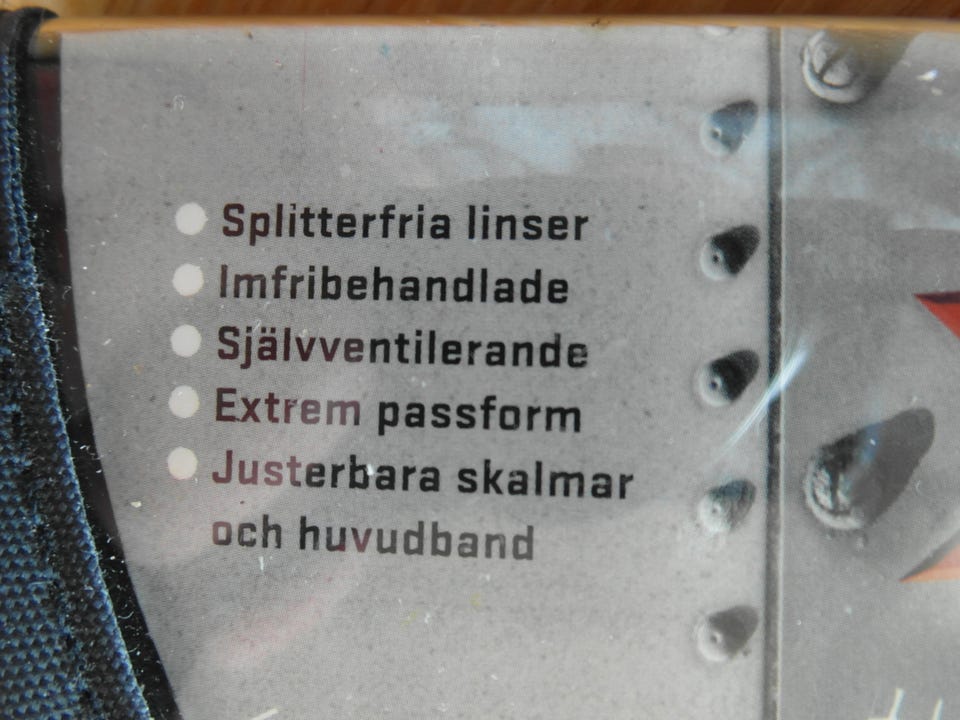 Splitterfria linser
Imfribehandlade
Självventilerande
Extrem passform
Justerbara skalmar
och huvudband